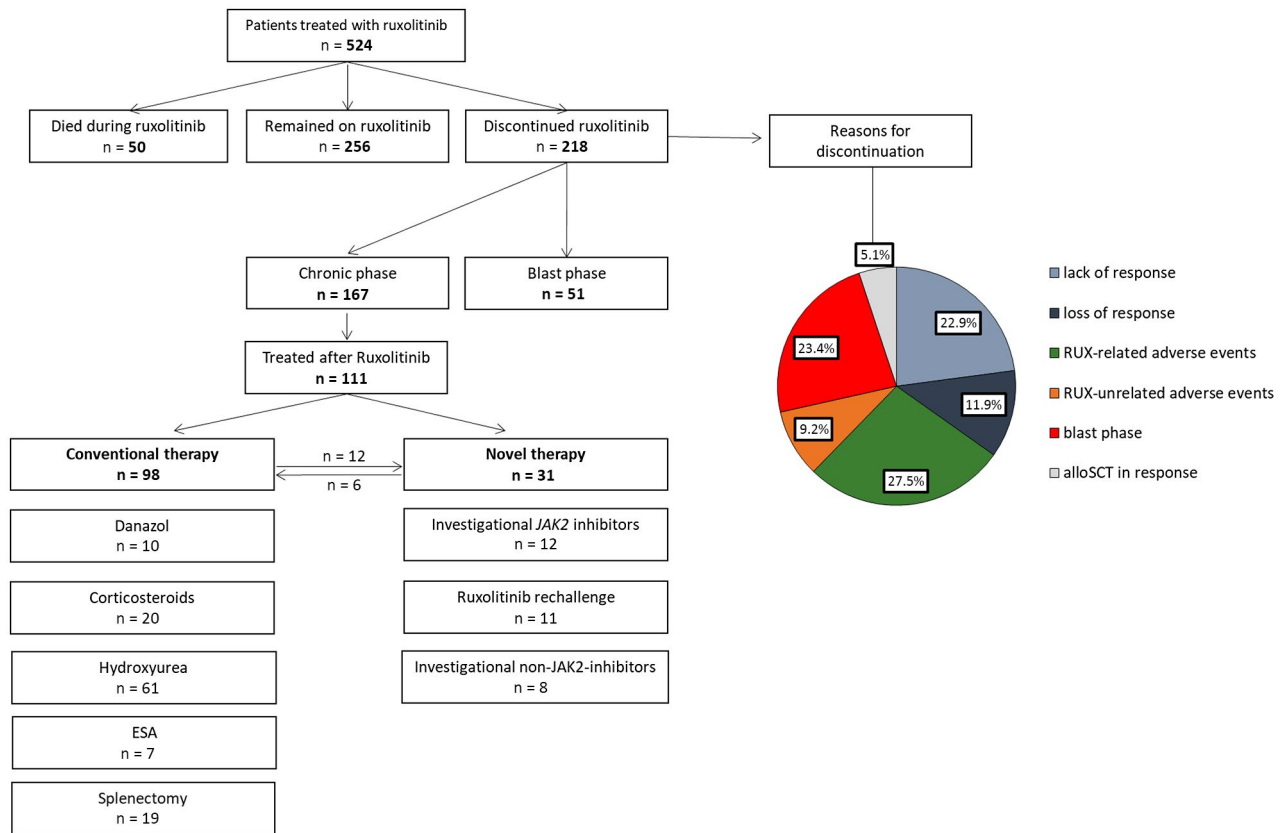 Patients treated with ruxolitinib
n = 524
Died during ruxolitinib
n = 50
Remained on ruxolitinib
n = 256
Discontinued ruxolitinib
n = 218
Reasons for
discontinuation
Chronic phase
n = 167
Blast phase
n = 51
Treated after Ruxolitinib
n = 111
Conventional therapy
n = 98
n = 12
n = 6
Novel therapy
n = 31
Danazol
n = 10
Corticosteroids
n = 20
Hydroxyurea
n = 61
ESA
n = 7
Splenectomy
n = 19
Investigational JAK2 inhibitors
n = 12
Ruxolitinib rechallenge
n = 11
Investigational non-JAK2-inhibitors
n = 8
5.1%
22.9%
11.9%
27.5%
9.2%
23.4%
lack of response
loss of response
RUX-related adverse events
RUX-unrelated adverse events
blast phase
alloSCT in response